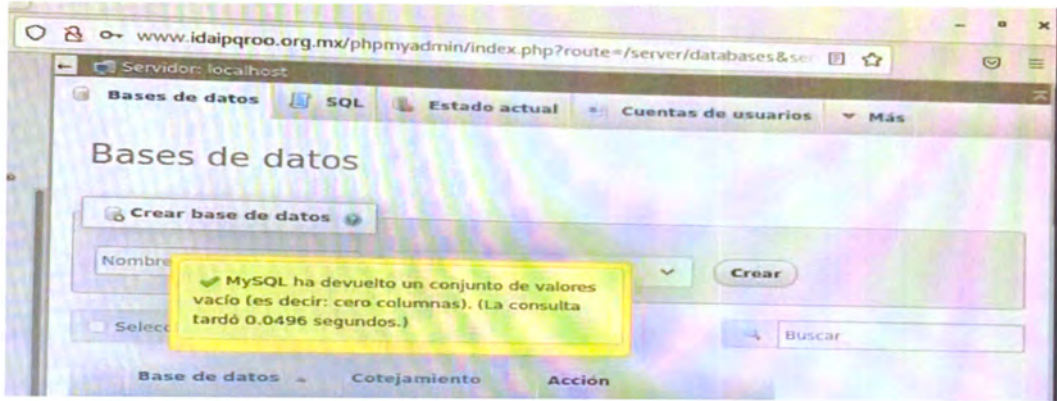 www.idaipqroo.org.mx/phpmyadmin/index.php?route=/server/databases&ser
Servidor: localhost
Bases de datos SQL Estado actual Cuentas de usuarios Más
Bases de datos
Crear base de datos
Nombre Crear
MySQL ha devuelto un conjunto de valores
vacío (es decir: cero columnas). (La consulta
tardó 0.0496 segundos.)
Selecc Buscar
Base de datos Cotejamiento Acción